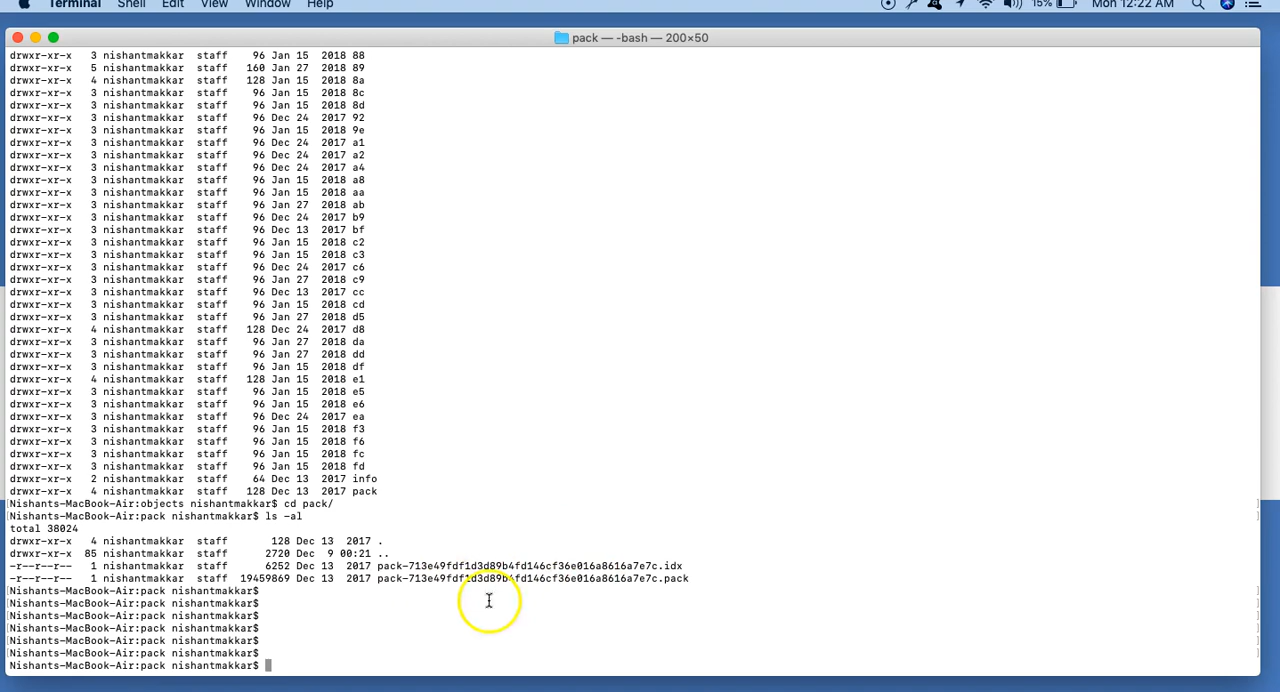 Terminal Shell Edit View Window Help 15% Mon 12:22 AM
pack — -bash — 200×50
drwxr-xr-x 3 nishantmakkar staff 96 Jan 15 2018 88
drwxr-xr-x 5 nishantmakkar staff 160 Jan 27 2018 89
drwxr-xr-x 4 nishantmakkar staff 128 Jan 15 2018 8a
drwxr-xr-x 3 nishantmakkar staff 96 Jan 15 2018 8c
drwxr-xr-x 3 nishantmakkar staff 96 Jan 15 2018 8d
drwxr-xr-x 3 nishantmakkar staff 96 Dec 24 2017 92
drwxr-xr-x 3 nishantmakkar staff 96 Jan 15 2018 9e
drwxr-xr-x 3 nishantmakkar staff 96 Dec 24 2017 a1
drwxr-xr-x 3 nishantmakkar staff 96 Dec 24 2017 a2
drwxr-xr-x 3 nishantmakkar staff 96 Dec 24 2017 a4
drwxr-xr-x 3 nishantmakkar staff 96 Jan 15 2018 a8
drwxr-xr-x 3 nishantmakkar staff 96 Jan 15 2018 aa
drwxr-xr-x 3 nishantmakkar staff 96 Jan 27 2018 ab
drwxr-xr-x 3 nishantmakkar staff 96 Dec 24 2017 b9
drwxr-xr-x 3 nishantmakkar staff 96 Dec 13 2017 bf
drwxr-xr-x 3 nishantmakkar staff 96 Jan 15 2018 c2
drwxr-xr-x 3 nishantmakkar staff 96 Jan 15 2018 c3
drwxr-xr-x 3 nishantmakkar staff 96 Dec 24 2017 c6
drwxr-xr-x 3 nishantmakkar staff 96 Jan 27 2018 c9
drwxr-xr-x 3 nishantmakkar staff 96 Dec 13 2017 cc
drwxr-xr-x 3 nishantmakkar staff 96 Jan 15 2018 cd
drwxr-xr-x 3 nishantmakkar staff 96 Jan 27 2018 d5
drwxr-xr-x 4 nishantmakkar staff 128 Dec 24 2017 d8
drwxr-xr-x 3 nishantmakkar staff 96 Jan 27 2018 da
drwxr-xr-x 3 nishantmakkar staff 96 Jan 27 2018 dd
drwxr-xr-x 3 nishantmakkar staff 96 Jan 15 2018 df
drwxr-xr-x 4 nishantmakkar staff 128 Jan 15 2018 e1
drwxr-xr-x 3 nishantmakkar staff 96 Jan 15 2018 e5
drwxr-xr-x 3 nishantmakkar staff 96 Jan 15 2018 e6
drwxr-xr-x 3 nishantmakkar staff 96 Dec 24 2017 ea
drwxr-xr-x 3 nishantmakkar staff 96 Jan 15 2018 f3
drwxr-xr-x 3 nishantmakkar staff 96 Jan 15 2018 f6
drwxr-xr-x 3 nishantmakkar staff 96 Jan 15 2018 fc
drwxr-xr-x 3 nishantmakkar staff 96 Jan 15 2018 fd
drwxr-xr-x 2 nishantmakkar staff 64 Dec 13 2017 info
drwxr-xr-x 4 nishantmakkar staff 128 Dec 13 2017 pack
[Nishants-MacBook-Air:objects nishantmakkar$ cd pack/ ]
[Nishants-MacBook-Air:pack nishantmakkar$ ls -al ]
total 38024
drwxr-xr-x 4 nishantmakkar staff 128 Dec 13 2017 .
drwxr-xr-x 85 nishantmakkar staff 2720 Dec 9 00:21 ..
-r--r--r-- 1 nishantmakkar staff 6252 Dec 13 2017 pack-713e49fdf1d3d89b4fd146cf36e016a8616a7e7c.idx
-r--r--r-- 1 nishantmakkar staff 19459869 Dec 13 2017 pack-713e49fdf1d3d89b4fd146cf36e016a8616a7e7c.pack
[Nishants-MacBook-Air:pack nishantmakkar$ ]
[Nishants-MacBook-Air:pack nishantmakkar$ ]
[Nishants-MacBook-Air:pack nishantmakkar$ ]
[Nishants-MacBook-Air:pack nishantmakkar$ ]
[Nishants-MacBook-Air:pack nishantmakkar$ ]
[Nishants-MacBook-Air:pack nishantmakkar$ ]
Nishants-MacBook-Air:pack nishantmakkar$